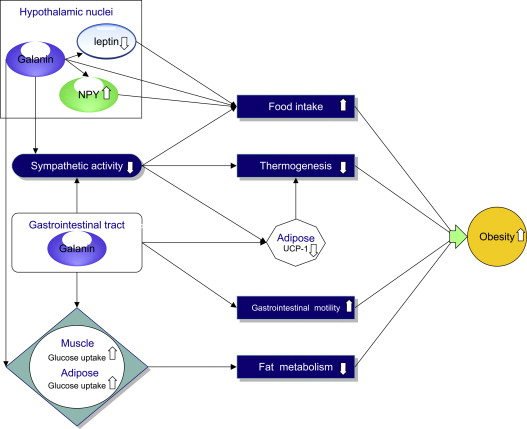 Hypothalamic nuclei
leptin
Galanin
NPY
Food intake
Sympathetic activity
Thermogenesis
Gastrointestinal tract
Galanin
Adipose
UCP-1
Obesity
Gastrointestinal motility
Muscle
Glucose uptake
Adipose
Glucose uptake
Fat metabolism